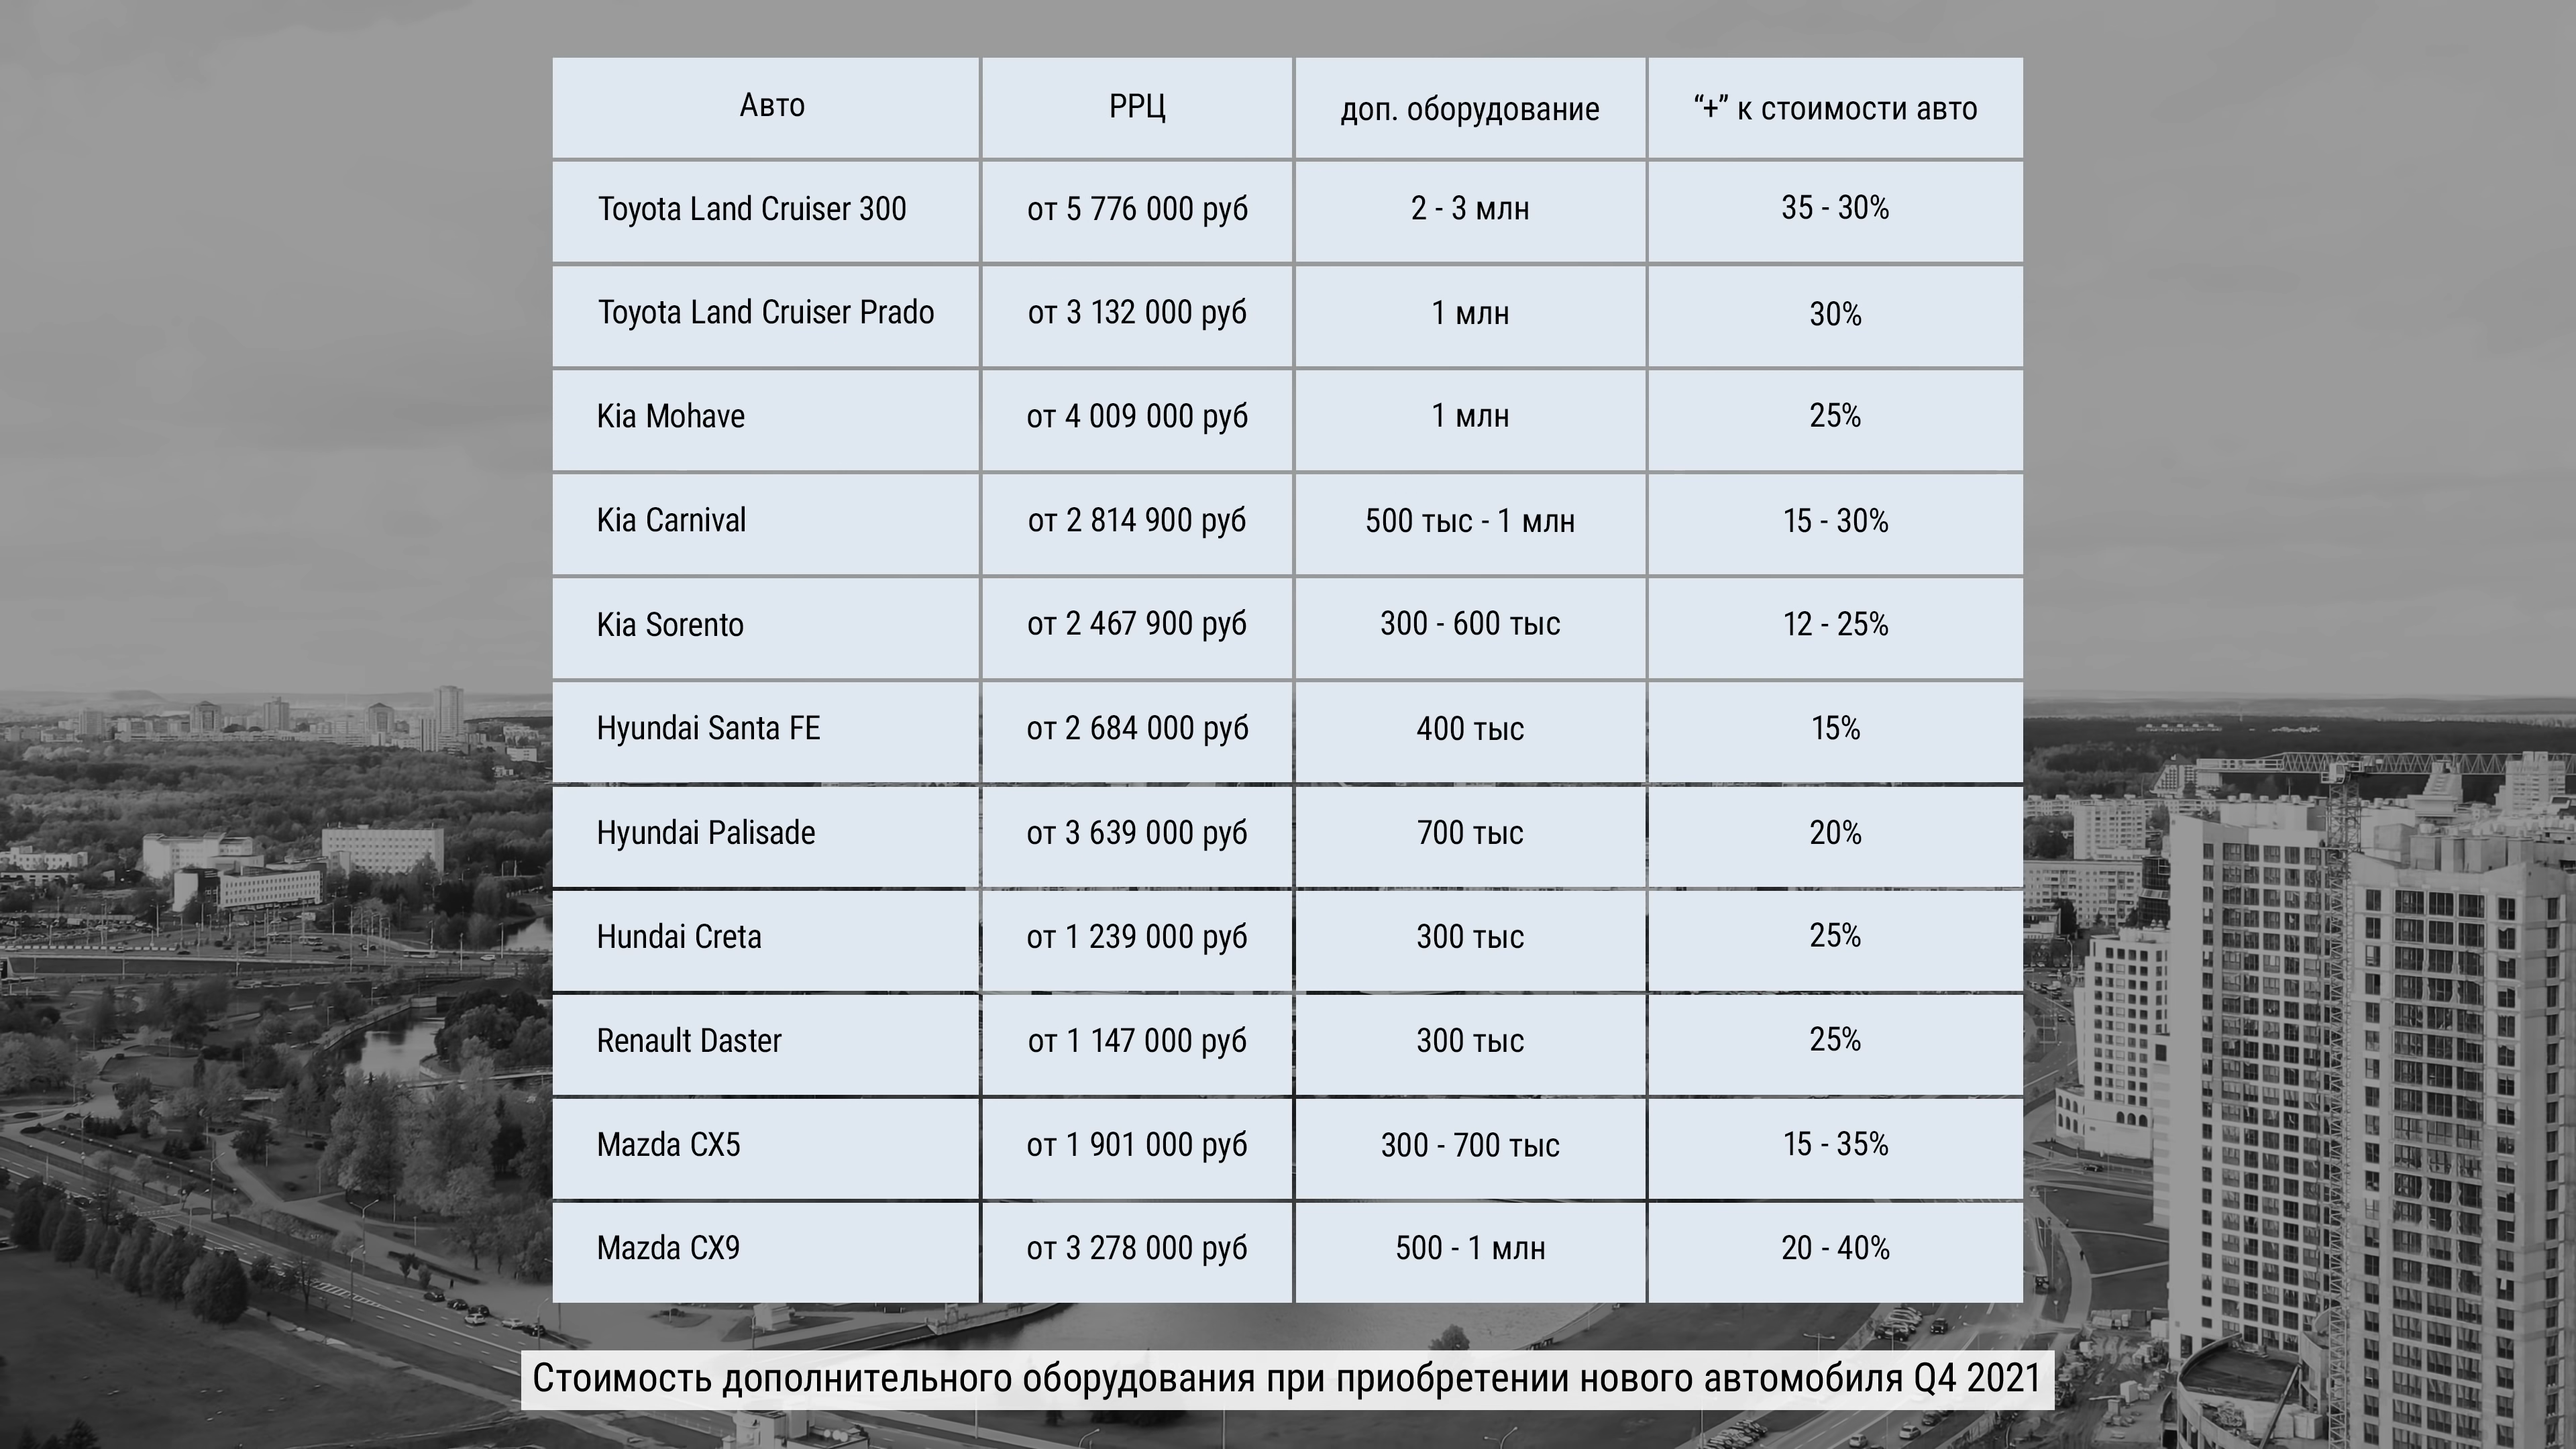 Авто РРЦ доп. оборудование “+” к стоимости авто
Toyota Land Cruiser 300 от 5 776 000 руб 2 - 3 млн 35 - 30%
Toyota Land Cruiser Prado от 3 132 000 руб 1 млн 30%
Kia Mohave от 4 009 000 руб 1 млн 25%
Kia Carnival от 2 814 900 руб 500 тыс - 1 млн 15 - 30%
Kia Sorento от 2 467 900 руб 300 - 600 тыс 12 - 25%
Hyundai Santa FE от 2 684 000 руб 400 тыс 15%
Hyundai Palisade от 3 639 000 руб 700 тыс 20%
Hundai Creta от 1 239 000 руб 300 тыс 25%
Renault Daster от 1 147 000 руб 300 тыс 25%
Mazda CX5 от 1 901 000 руб 300 - 700 тыс 15 - 35%
Mazda CX9 от 3 278 000 руб 500 - 1 млн 20 - 40%
Стоимость дополнительного оборудования при приобретении нового автомобиля Q4 2021